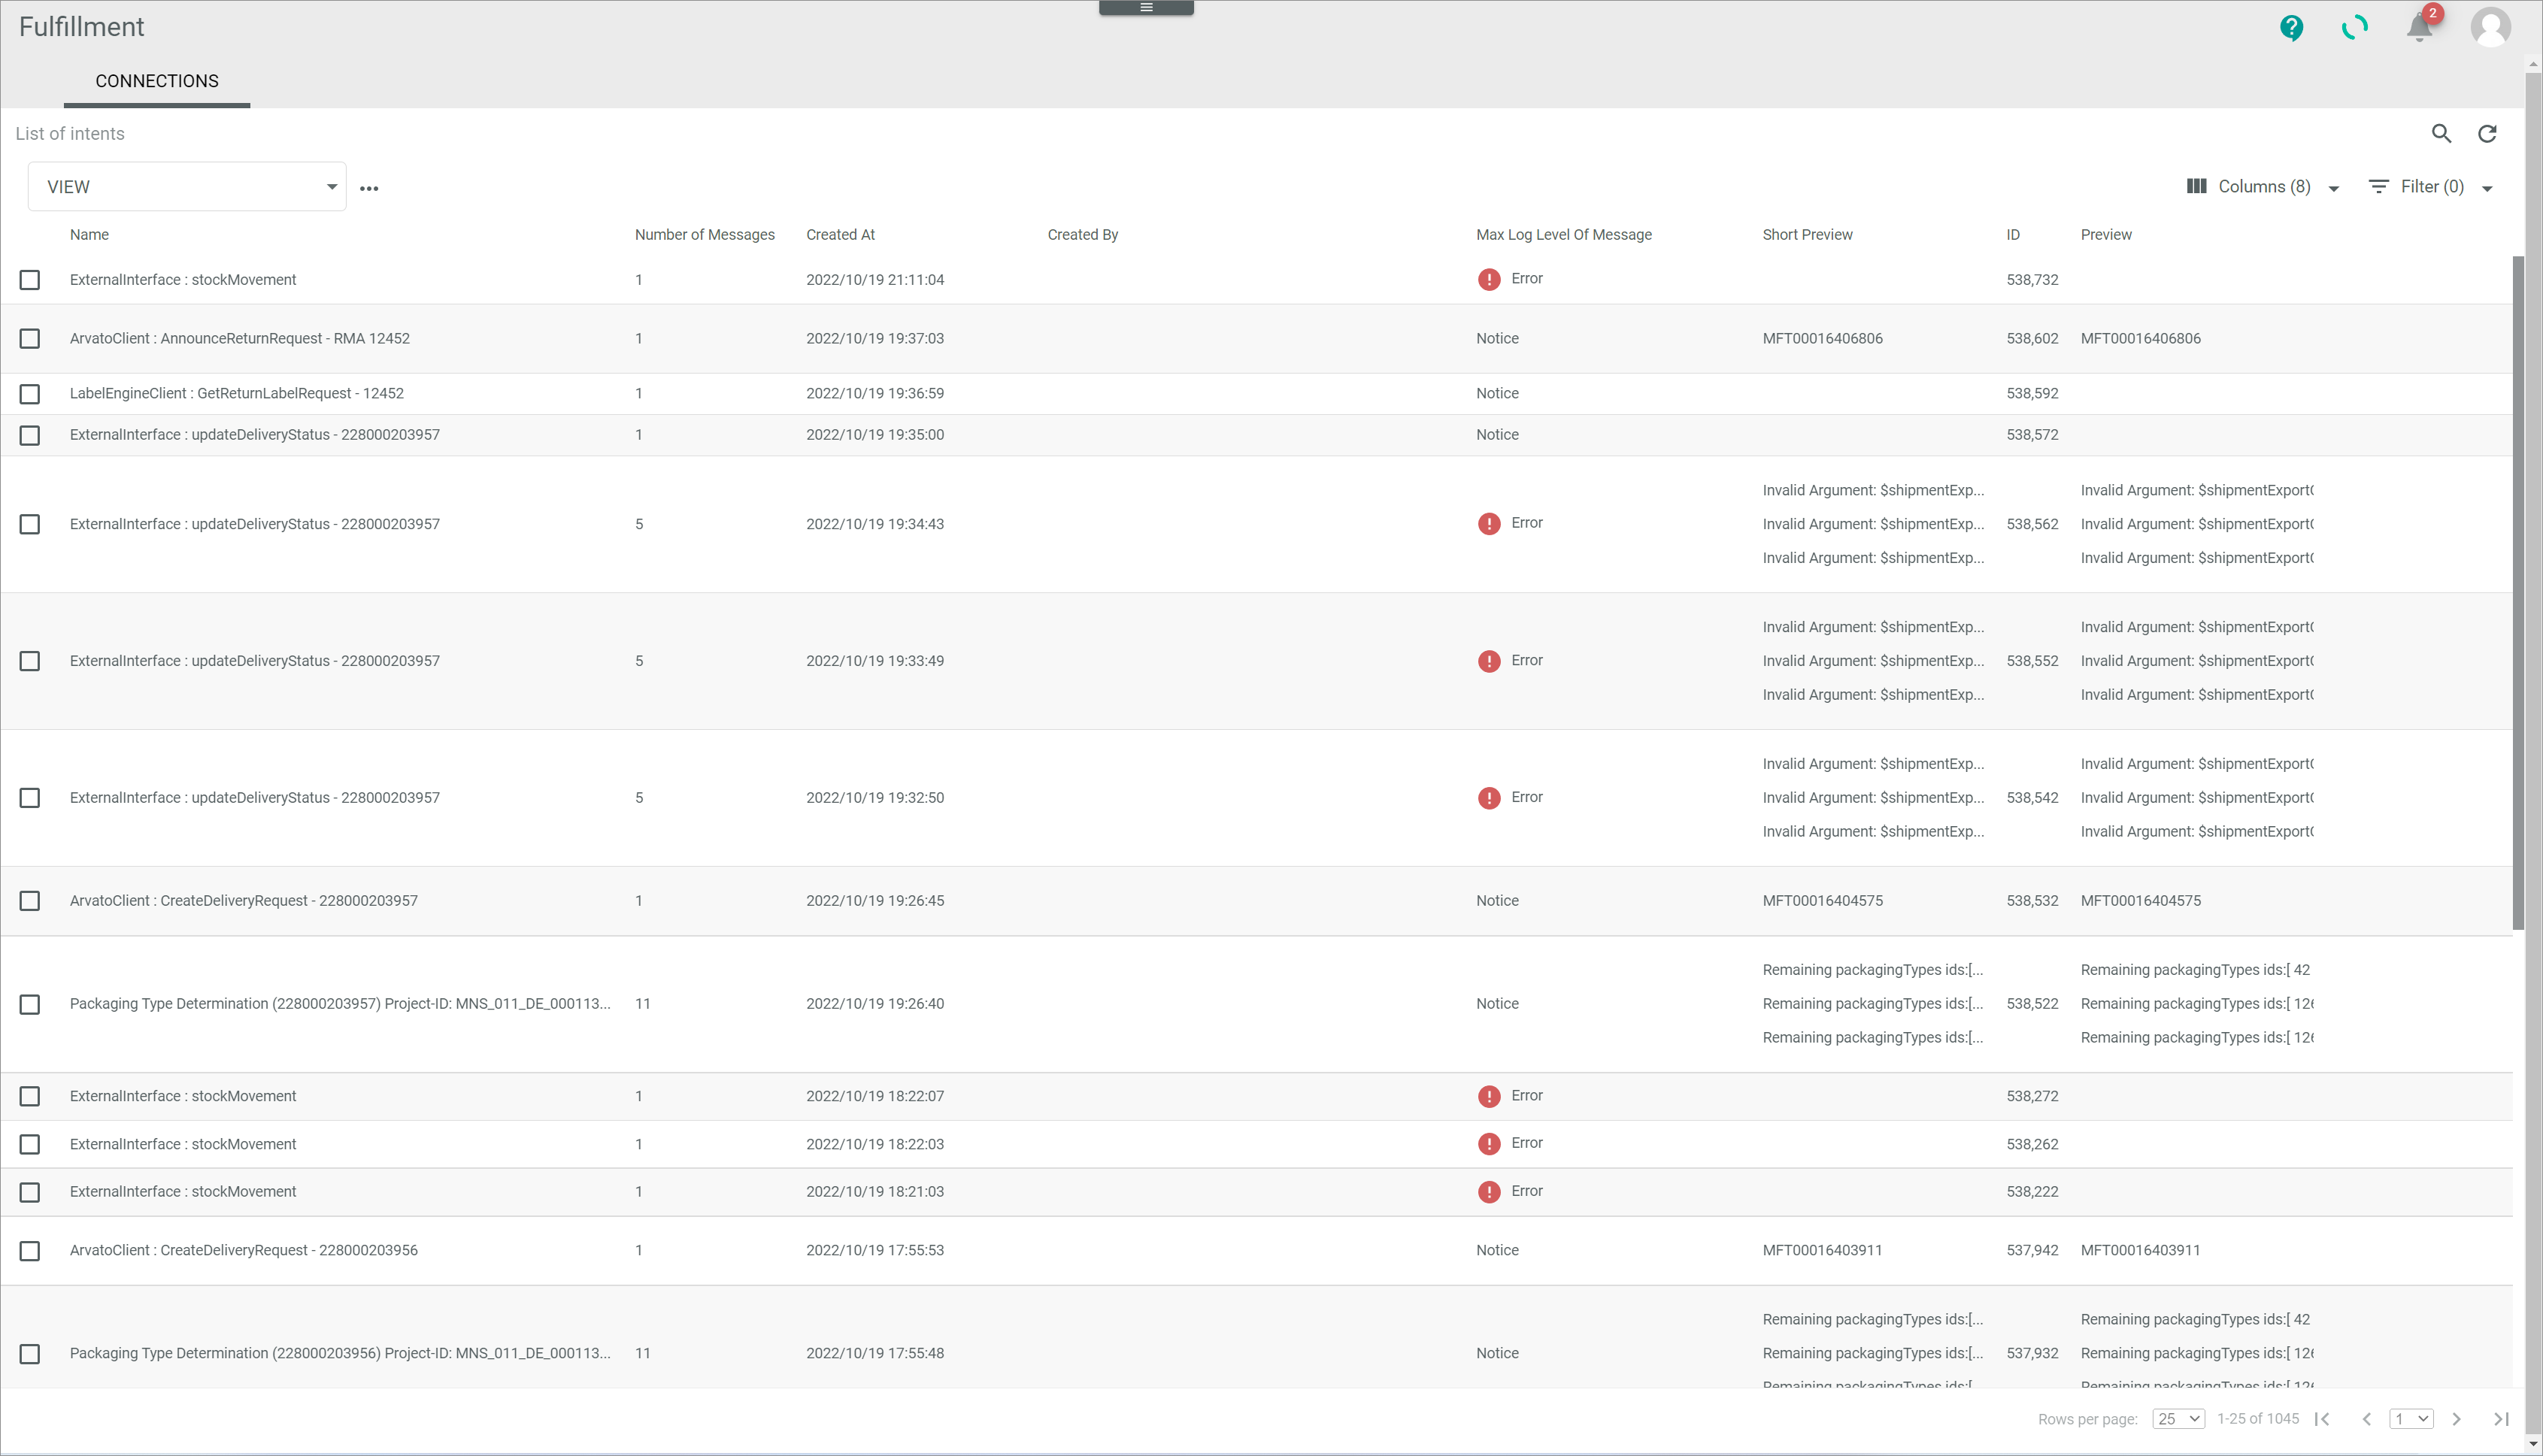 Fulfillment
2
CONNECTIONS
List of intents
VIEW
Columns (8)
Filter (0)
Name Number of Messages Created At Created By Max Log Level Of Message Short Preview ID Preview
ExternalInterface : stockMovement 1 2022/10/19 21:11:04 Error 538,732
ArvatoClient : AnnounceReturnRequest - RMA 12452 1 2022/10/19 19:37:03 Notice MFT00016406806 538,602 MFT00016406806
LabelEngineClient : GetReturnLabelRequest - 12452 1 2022/10/19 19:36:59 Notice 538,592
ExternalInterface : updateDeliveryStatus - 228000203957 1 2022/10/19 19:35:00 Notice 538,572
Invalid Argument: $shipmentExp... Invalid Argument: $shipmentExport
ExternalInterface : updateDeliveryStatus - 228000203957 5 2022/10/19 19:34:43 Error Invalid Argument: $shipmentExp... 538,562 Invalid Argument: $shipmentExport
Invalid Argument: $shipmentExp... Invalid Argument: $shipmentExport
Invalid Argument: $shipmentExp... Invalid Argument: $shipmentExport
ExternalInterface : updateDeliveryStatus - 228000203957 5 2022/10/19 19:33:49 Error Invalid Argument: $shipmentExp... 538,552 Invalid Argument: $shipmentExport
Invalid Argument: $shipmentExp... Invalid Argument: $shipmentExport
Invalid Argument: $shipmentExp... Invalid Argument: $shipmentExport
ExternalInterface : updateDeliveryStatus - 228000203957 5 2022/10/19 19:32:50 Error Invalid Argument: $shipmentExp... 538,542 Invalid Argument: $shipmentExport
Invalid Argument: $shipmentExp... Invalid Argument: $shipmentExport
ArvatoClient : CreateDeliveryRequest - 228000203957 1 2022/10/19 19:26:45 Notice MFT00016404575 538,532 MFT00016404575
Remaining packagingTypes ids:[... Remaining packagingTypes ids:[ 42
Packaging Type Determination (228000203957) Project-ID: MNS_011_DE_000113... 11 2022/10/19 19:26:40 Notice Remaining packagingTypes ids:[... 538,522 Remaining packagingTypes ids:[ 12
Remaining packagingTypes ids:[... Remaining packagingTypes ids:[ 12
ExternalInterface : stockMovement 1 2022/10/19 18:22:07 Error 538,272
ExternalInterface : stockMovement 1 2022/10/19 18:22:03 Error 538,262
ExternalInterface : stockMovement 1 2022/10/19 18:21:03 Error 538,222
ArvatoClient : CreateDeliveryRequest - 228000203956 1 2022/10/19 17:55:53 Notice MFT00016403911 537,942 MFT00016403911
Remaining packagingTypes ids:[... Remaining packagingTypes ids:[ 42
Packaging Type Determination (228000203956) Project-ID: MNS_011_DE_000113... 11 2022/10/19 17:55:48 Notice Remaining packagingTypes ids:[... 537,932 Remaining packagingTypes ids:[ 12
Remaining packagingTypes ids:[ Remaining packagingTypes ids:[ 12
Rows per page: 25 1-25 of 1045 1